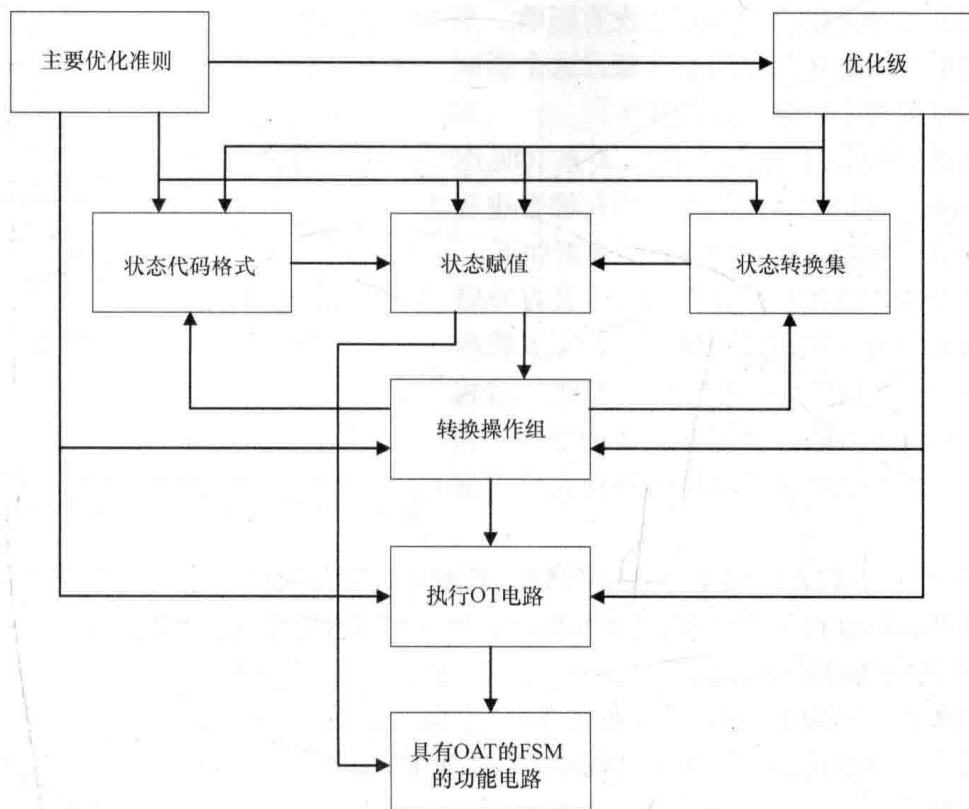 主要优化准则
优化级
状态代码格式
状态赋值
状态转换集
转换操作组
执行OT电路
具有OAT的FSM
的功能电路